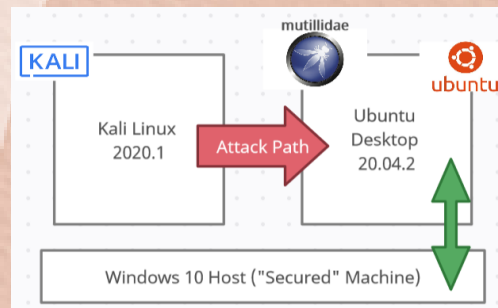 mutillidae
KALI
ubuntu
Kali Linux
2020.1
Attack Path
Ubuntu
Desktop
20.04.2
Windows 10 Host ("Secured" Machine)